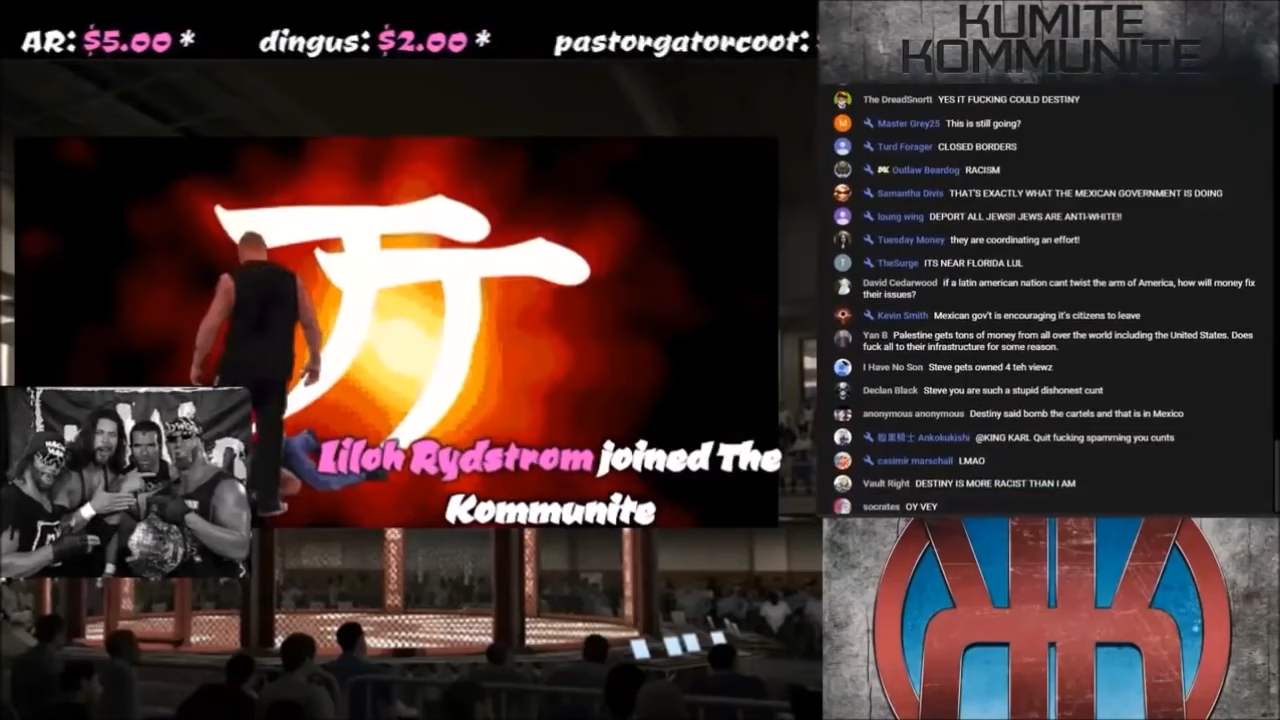 AR: $5.00 * dingus: $2.00 * pastorgatorcoot:
KUMITE
KOMMUNITE
The DreadSnortl YES IT FUCKING COULD DESTINY
Master Grey25 This is still going?
Turd Forager CLOSED BORDERS
Outlaw Beardog RACISM
Samantha Divis THAT'S EXACTLY WHAT THE MEXICAN GOVERNMENT IS DOING
loung wing DEPORT ALL JEWS!! JEWS ARE ANTI-WHITE!!
Tuesday Money they are coordinating an effort!
TheSurge ITS NEAR FLORIDA LUL
David Cedarwood if a latin american nation cant twist the arm of America, how will money fix
their issues?
Kevin Smith Mexican gov't is encouraging it's citizens to leave
Yan B Palestine gets tons of money from all over the world including the United States. Does
fuck all to their infrastructure for some reason.
I Have No Son Steve gets owned 4 teh viewz
Declan Black Steve you are such a stupid dishonest cunt
anonymous anonymous Destiny said bomb the cartels and that is in Mexico
Ankokukishi @KING KARL Quit fucking spamming you cunts
casimir marschall LMAO
Vault Right DESTINY IS MORE RACIST THAN I AM
socrates OY VEY
Liloh Rydstrom joined The
Kommunite